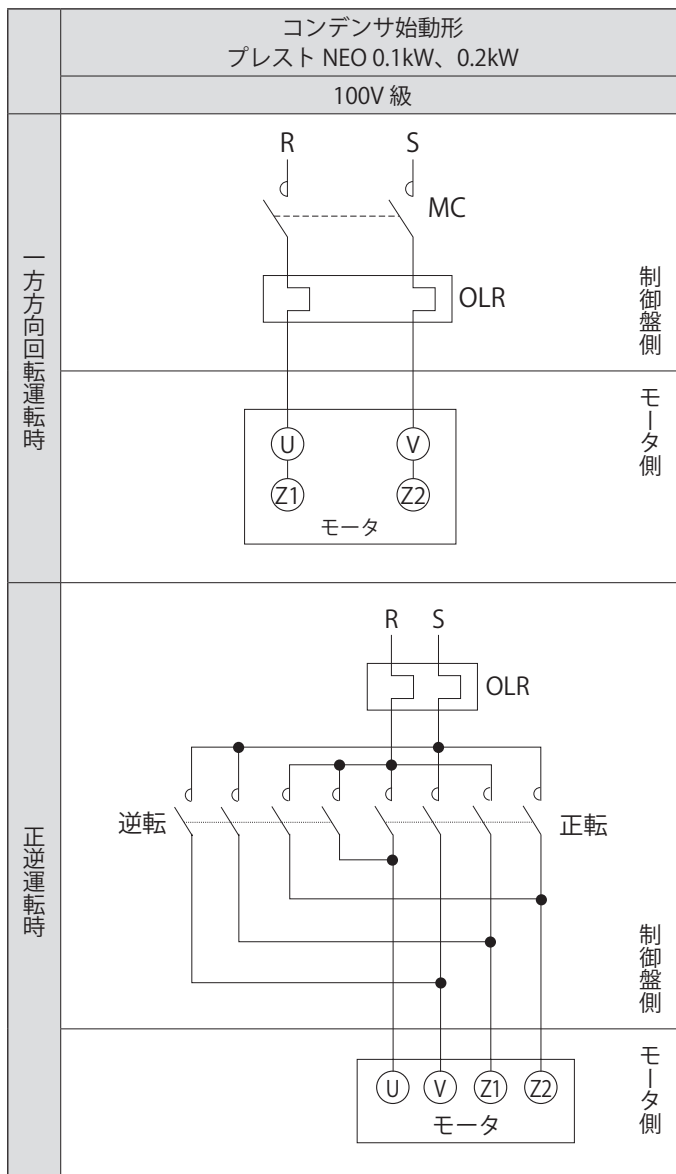 コンデンサ始動形
プレスト NEO 0.1kW、0.2kW
100V 級
一方方向回転運転時
R
S
MC
OLR
制御盤側
モータ側
U
V
Z1
Z2
モータ
正逆運転時
R
S
OLR
逆転
正転
制御盤側
モータ側
U
V
Z1
Z2
モータ